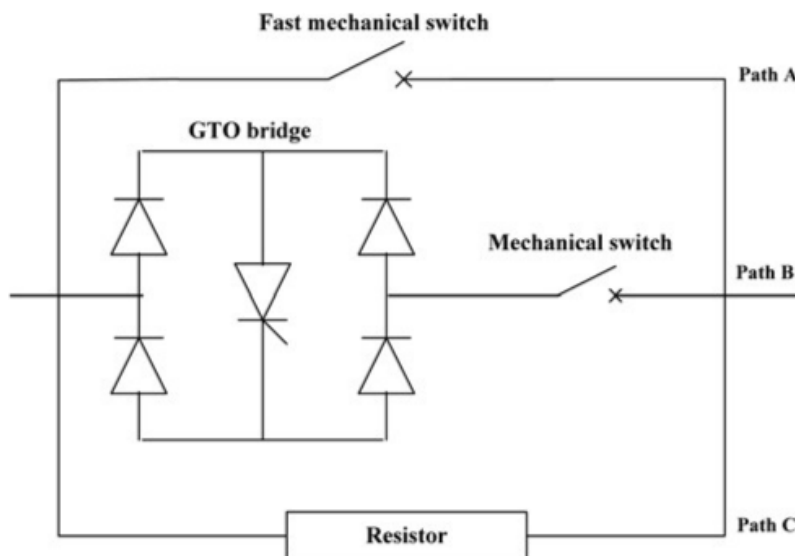 Fast mechanical switch
Path A
GTO bridge
Mechanical switch
Path B
Resistor
Path C